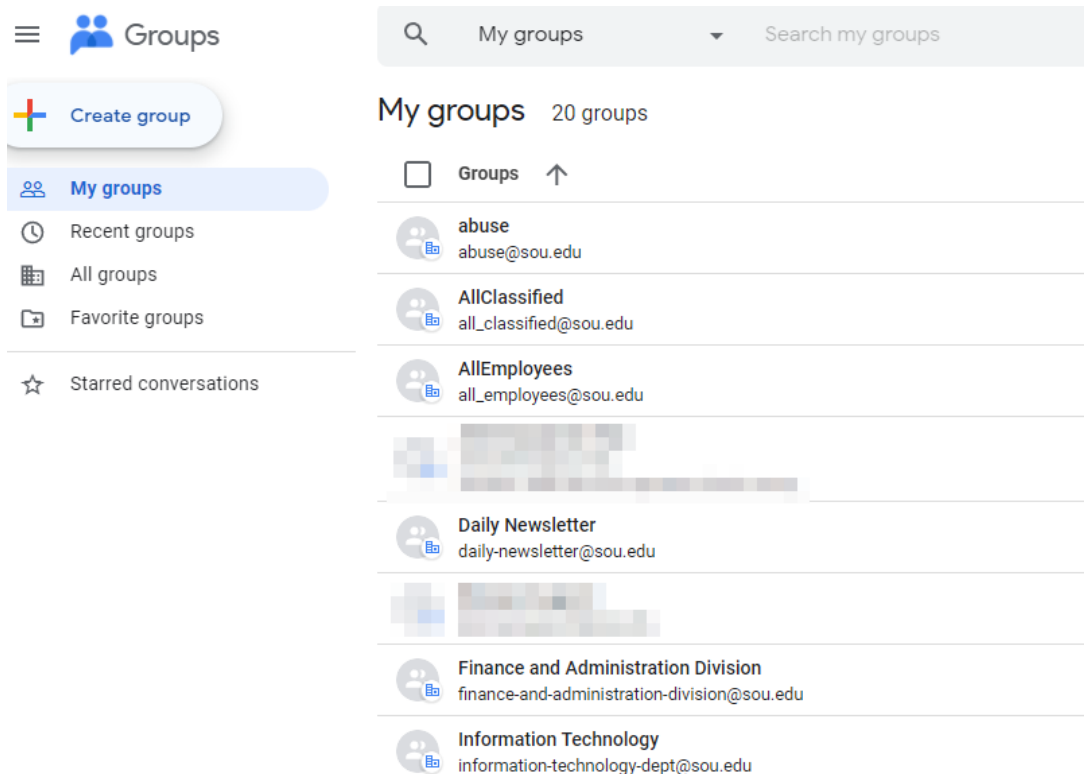 Groups
My groups
Search my groups
Create group
My groups
Recent groups
All groups
Favorite groups
Starred conversations
My groups 20 groups
Groups
abuse
abuse@sou.edu
AllClassified
all_classified@sou.edu
AllEmployees
all_employees@sou.edu
Daily Newsletter
daily-newsletter@sou.edu
Finance and Administration Division
finance-and-administration-division@sou.edu
Information Technology
information-technology-dept@sou.edu